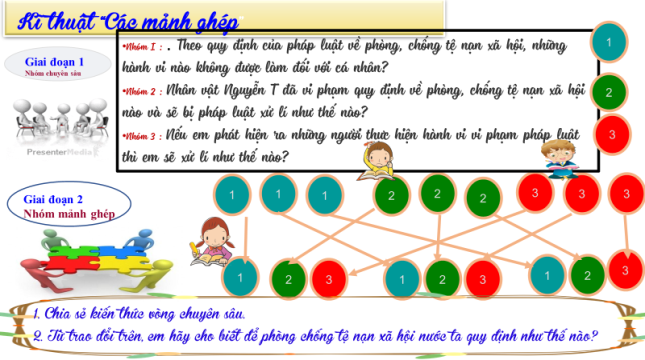 Kĩ thuật "Các mảnh ghép"
Giai đoạn 1
Nhóm chuyên sâu
•Nhóm I : . Theo quy định của pháp luật về phòng, chống tệ nạn xã hội, những
hành vi nào không được làm đối với cá nhân?
•Nhóm 2 : Nhân vật Nguyễn T đã vi phạm quy định về phòng, chống tệ nạn xã hội
nào và sẽ bị pháp luật xử lí như thế nào?
•Nhóm 3 : Nếu em phát hiện ra những người thực hiện hành vi vi phạm pháp luật
thì em sẽ xử lí như thế nào?
1
2
3
PresenterMedia
Giai đoạn 2
Nhóm mảnh ghép
1 1 1 2 2 2 3 3 3
1 2 3 1 2 3 1 2 3
1. Chia sẻ kiến thức vòng chuyên sâu.
2. Từ trao đổi trên, em hãy cho biết để phòng chống tệ nạn xã hội nước ta quy định như thế nào?